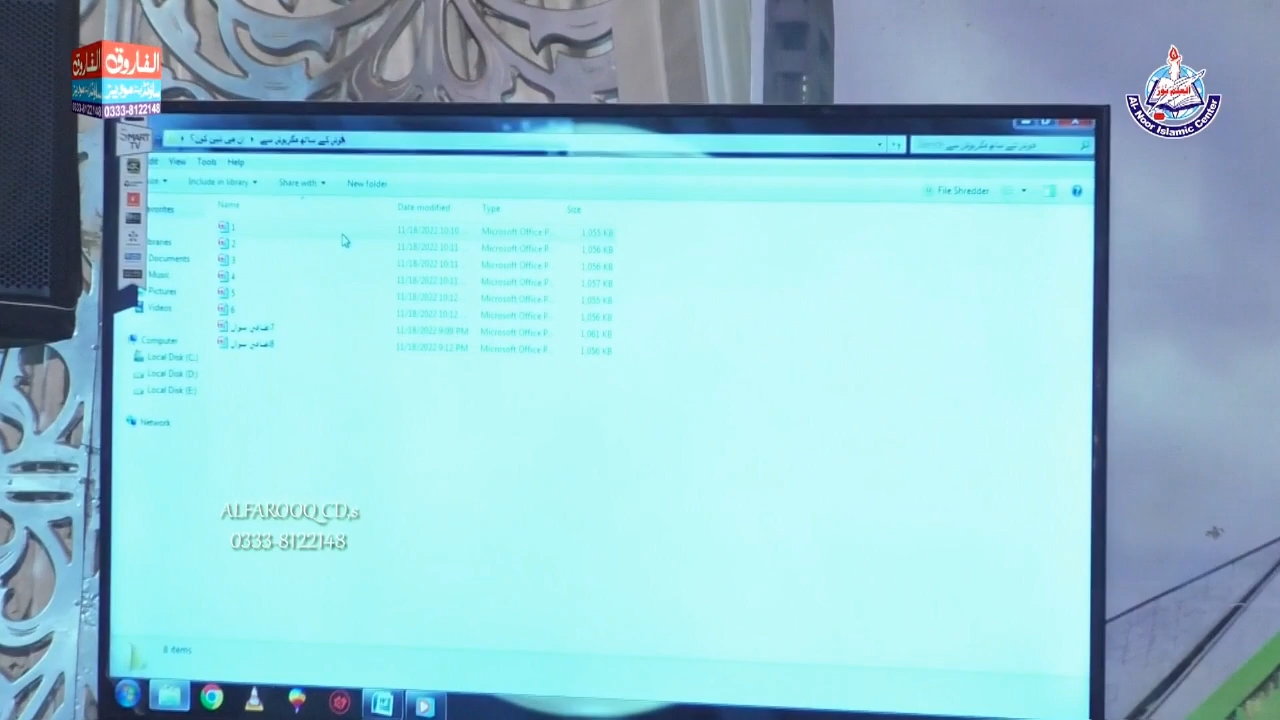 الفاروق
الفاروق
0333-8122148
0333-8122148
العلم نور
AL Noor Islamic Center
SMART TV
View Tools Help
Include in library Share with New folder
File Shredder
Name Date modified Type Size
1 11/18/2022 10:10 ... Microsoft Office P... 1,055 KB
2 11/18/2022 10:11 ... Microsoft Office P... 1,056 KB
3 11/18/2022 10:11 ... Microsoft Office P... 1,056 KB
4 11/18/2022 10:11 ... Microsoft Office P... 1,057 KB
5 11/18/2022 10:12 ... Microsoft Office P... 1,055 KB
6 11/18/2022 10:12 ... Microsoft Office P... 1,056 KB
11/18/2022 9:09 PM Microsoft Office P... 1,061 KB
11/18/2022 9:12 PM Microsoft Office P... 1,056 KB
Documents
Music
Pictures
Videos
Computer
Local Disk (C:)
Local Disk (D:)
Local Disk (E:)
Network
ALFAROOQ CD,s
0333-8122148
8 items